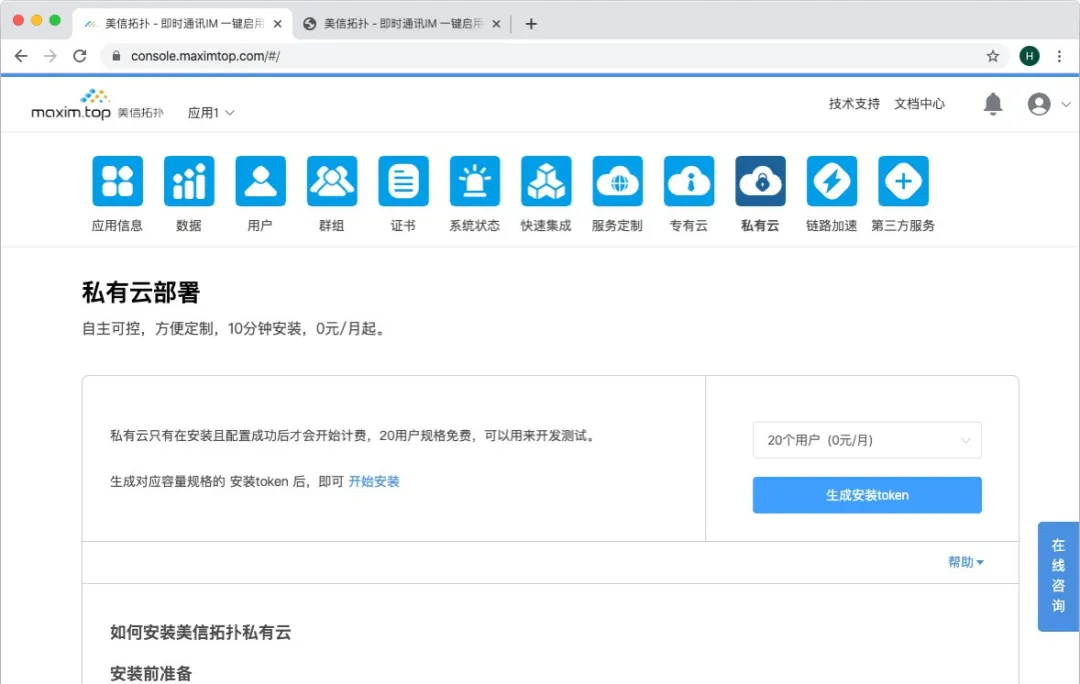 美信拓扑 - 即时通讯IM 一键启用
美信拓扑 - 即时通讯IM 一键启用
console.maximtop.com/#/
H
maxim.top 美信拓扑
应用1
技术支持 文档中心
应用信息 数据 用户 群组 证书 系统状态 快速集成 服务定制 专有云 私有云 链路加速 第三方服务
私有云部署
自主可控，方便定制，10分钟安装，0元/月起。
私有云只有在安装且配置成功后才会开始计费，20用户规格免费，可以用来开发测试。
生成对应容量规格的 安装token 后，即可 开始安装
20个用户 (0元/月)
生成安装token
帮助
在线咨询
如何安装美信拓扑私有云
安装前准备